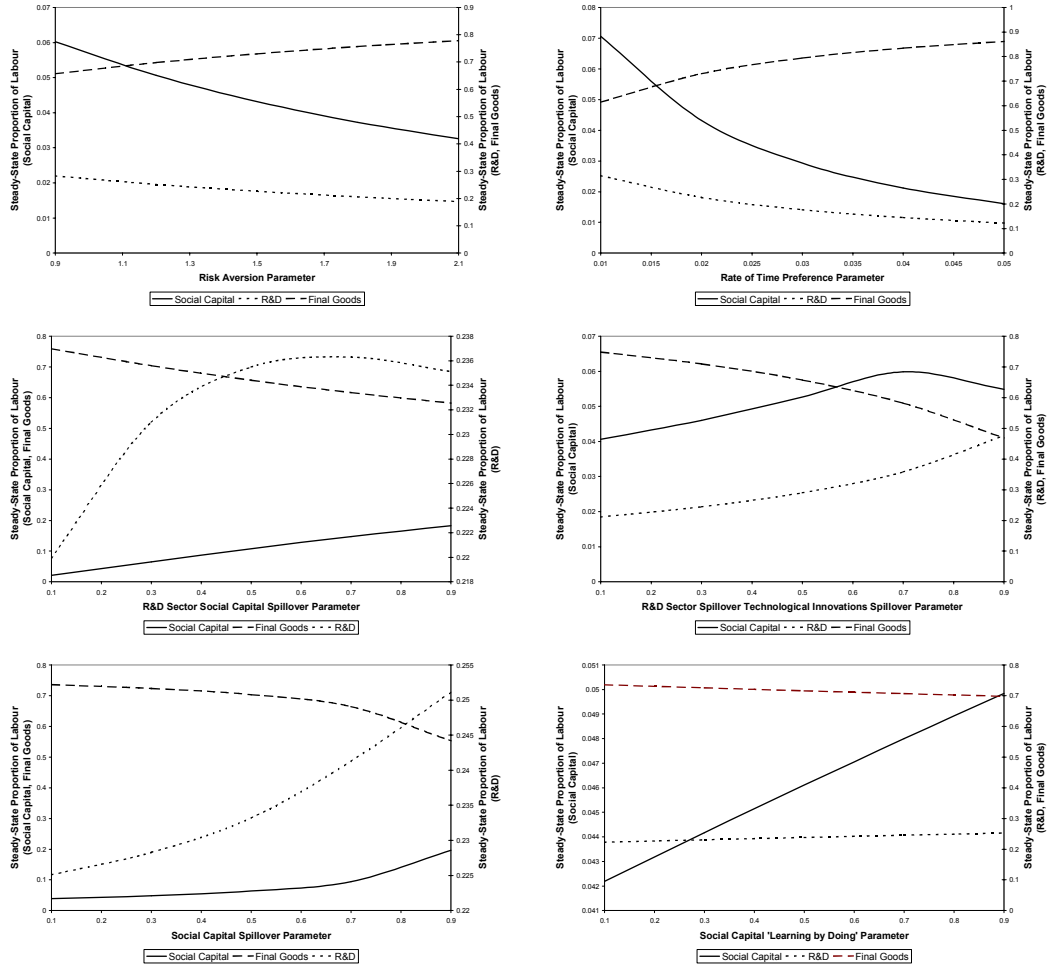 Steady-State Proportion of Labour
(Social Capital)
0.07
0.06
0.05
0.04
0.03
0.02
0.01
0
0.9
0.8
0.7
0.6
0.5
0.4
0.3
0.2
0.1
0
Steady-State Proportion of Labour
(R&D, Final Goods)
0.9 1.1 1.3 1.5 1.7 1.9 2.1
Risk Aversion Parameter
Social Capital R&D Final Goods
Steady-State Proportion of Labour
(Social Capital)
0.08
0.07
0.06
0.05
0.04
0.03
0.02
0.01
0
1
0.9
0.8
0.7
0.6
0.5
0.4
0.3
0.2
0.1
0
Steady-State Proportion of Labour
(R&D, Final Goods)
0.01 0.015 0.02 0.025 0.03 0.035 0.04 0.045 0.05
Rate of Time Preference Parameter
Social Capital R&D Final Goods
Steady-State Proportion of Labour
(Social Capital, Final Goods)
0.8
0.7
0.6
0.5
0.4
0.3
0.2
0.1
0
0.238
0.236
0.234
0.232
0.23
0.228
0.226
0.224
0.222
0.22
0.218
Steady-State Proportion of Labour
(R&D)
0.1 0.2 0.3 0.4 0.5 0.6 0.7 0.8 0.9
R&D Sector Social Capital Spillover Parameter
Social Capital Final Goods R&D
Steady-State Proportion of Labour
(Social Capital)
0.07
0.06
0.05
0.04
0.03
0.02
0.01
0
0.8
0.7
0.6
0.5
0.4
0.3
0.2
0.1
0
Steady-State Proportion of Labour
(R&D, Final Goods)
0.1 0.2 0.3 0.4 0.5 0.6 0.7 0.8 0.9
R&D Sector Spillover Technological Innovations Spillover Parameter
Social Capital R&D Final Goods
Steady-State Proportion of Labour
(Social Capital, Final Goods)
0.8
0.7
0.6
0.5
0.4
0.3
0.2
0.1
0
0.255
0.25
0.245
0.24
0.235
0.23
0.225
0.22
Steady-State Proportion of Labour
(R&D)
0.1 0.2 0.3 0.4 0.5 0.6 0.7 0.8 0.9
Social Capital Spillover Parameter
Social Capital Final Goods R&D
Steady-State Proportion of Labour
(Social Capital)
0.051
0.05
0.049
0.048
0.047
0.046
0.045
0.044
0.043
0.042
0.041
0.8
0.7
0.6
0.5
0.4
0.3
0.2
0.1
0
Steady-State Proportion of Labour
(R&D, Final Goods)
0.1 0.2 0.3 0.4 0.5 0.6 0.7 0.8 0.9
Social Capital 'Learning by Doing' Parameter
Social Capital R&D Final Goods